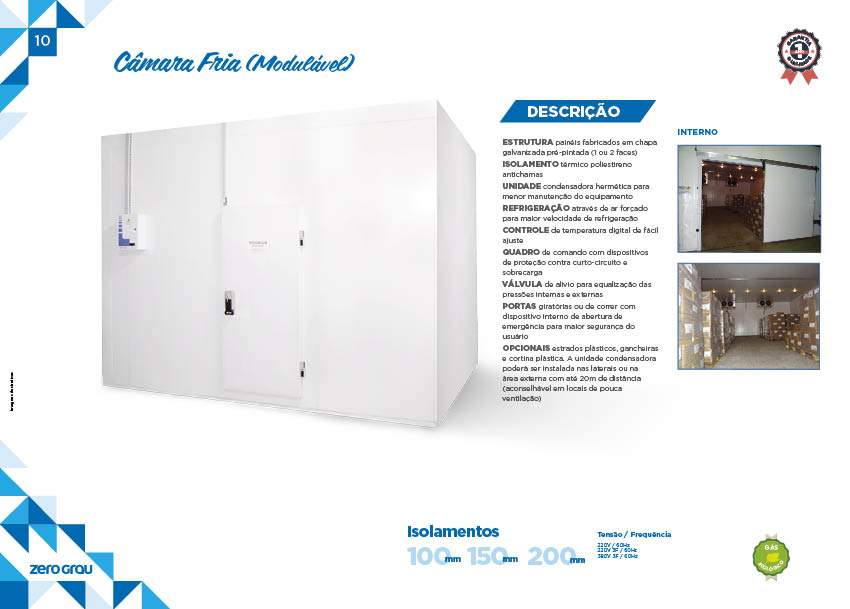 10
Câmara Fria (Modulável)
GARANTIA
1
DESCRIÇÃO
ESTRUTURA painéis fabricados em chapa
galvanizada pré-pintada (1 ou 2 faces)
ISOLAMENTO térmico poliestireno
antichamas
UNIDADE condensadora hermética para
menor manutenção do equipamento
REFRIGERAÇÃO através de ar forçado
para maior velocidade de refrigeração
CONTROLE de temperatura digital de fácil
ajuste
QUADRO de comando com dispositivos
de proteção contra curto-circuito e
sobrecarga
VÁLVULA de alívio para equalização das
pressões internas e externas
PORTAS giratórias ou de correr com
dispositivo interno de abertura de
emergência para maior segurança do
usuário
OPCIONAIS estrados plásticos, gancheiras
e cortina plástica. A unidade condensadora
poderá ser instalada nas laterais ou na
área externa com até 20m de distância
(aconselhável em locais de pouca
ventilação)
INTERNO
Isolamentos
100mm 150mm 200mm
Tensão / Frequência
220V / 60Hz
220V 3F / 60Hz
380V 3F / 60Hz
GÁS
ECOLÓGICO
zero grau